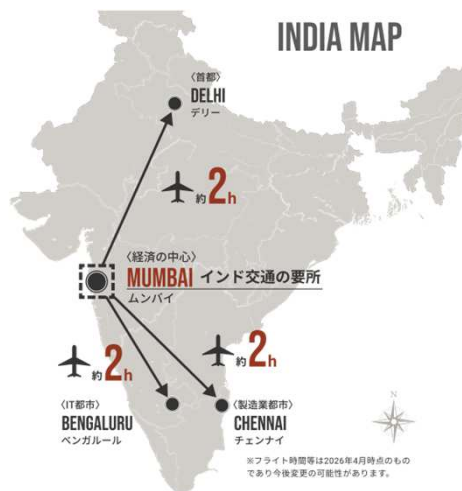 INDIA MAP
〈首都〉
DELHI
デリー
約2h
〈経済の中心〉
MUMBAI インド交通の要所
ムンバイ
約2h
約2h
〈IT都市〉
BENGALURU
ベンガルール
〈製造業都市〉
CHENNAI
チェンナイ
N
※フライト時間等は2026年4月時点のもの
であり今後変更の可能性があります。